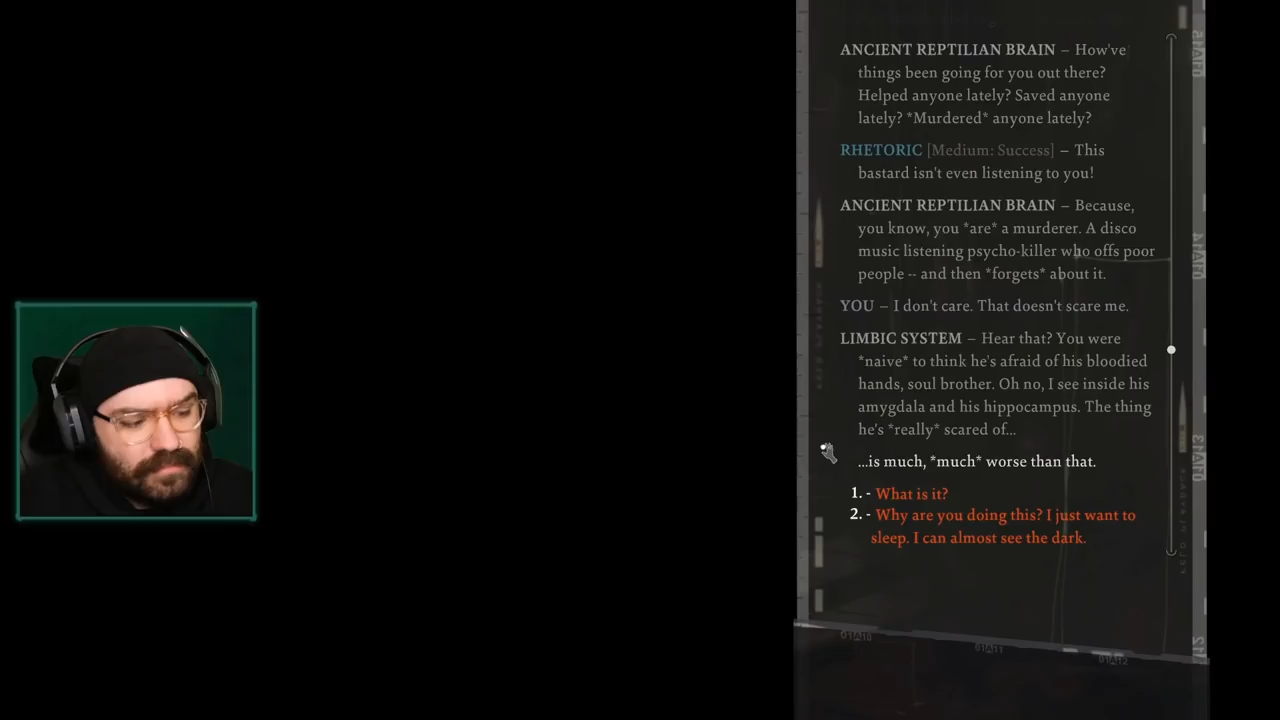 ANCIENT REPTILIAN BRAIN – How've
things been going for you out there?
Helped anyone lately? Saved anyone
lately? *Murdered* anyone lately?
RHETORIC [Medium: Success] – This
bastard isn't even listening to you!
ANCIENT REPTILIAN BRAIN – Because,
you know, you *are* a murderer. A disco
music listening psycho-killer who offs poor
people -- and then *forgets* about it.
YOU – I don't care. That doesn't scare me.
LIMBIC SYSTEM – Hear that? You were
*naive* to think he's afraid of his bloodied
hands, soul brother. Oh no, I see inside his
amygdala and his hippocampus. The thing
he's *really* scared of...
...is much, *much* worse than that.
1. - What is it?
2. - Why are you doing this? I just want to
sleep. I can almost see the dark.
01A10
01A11
01A12